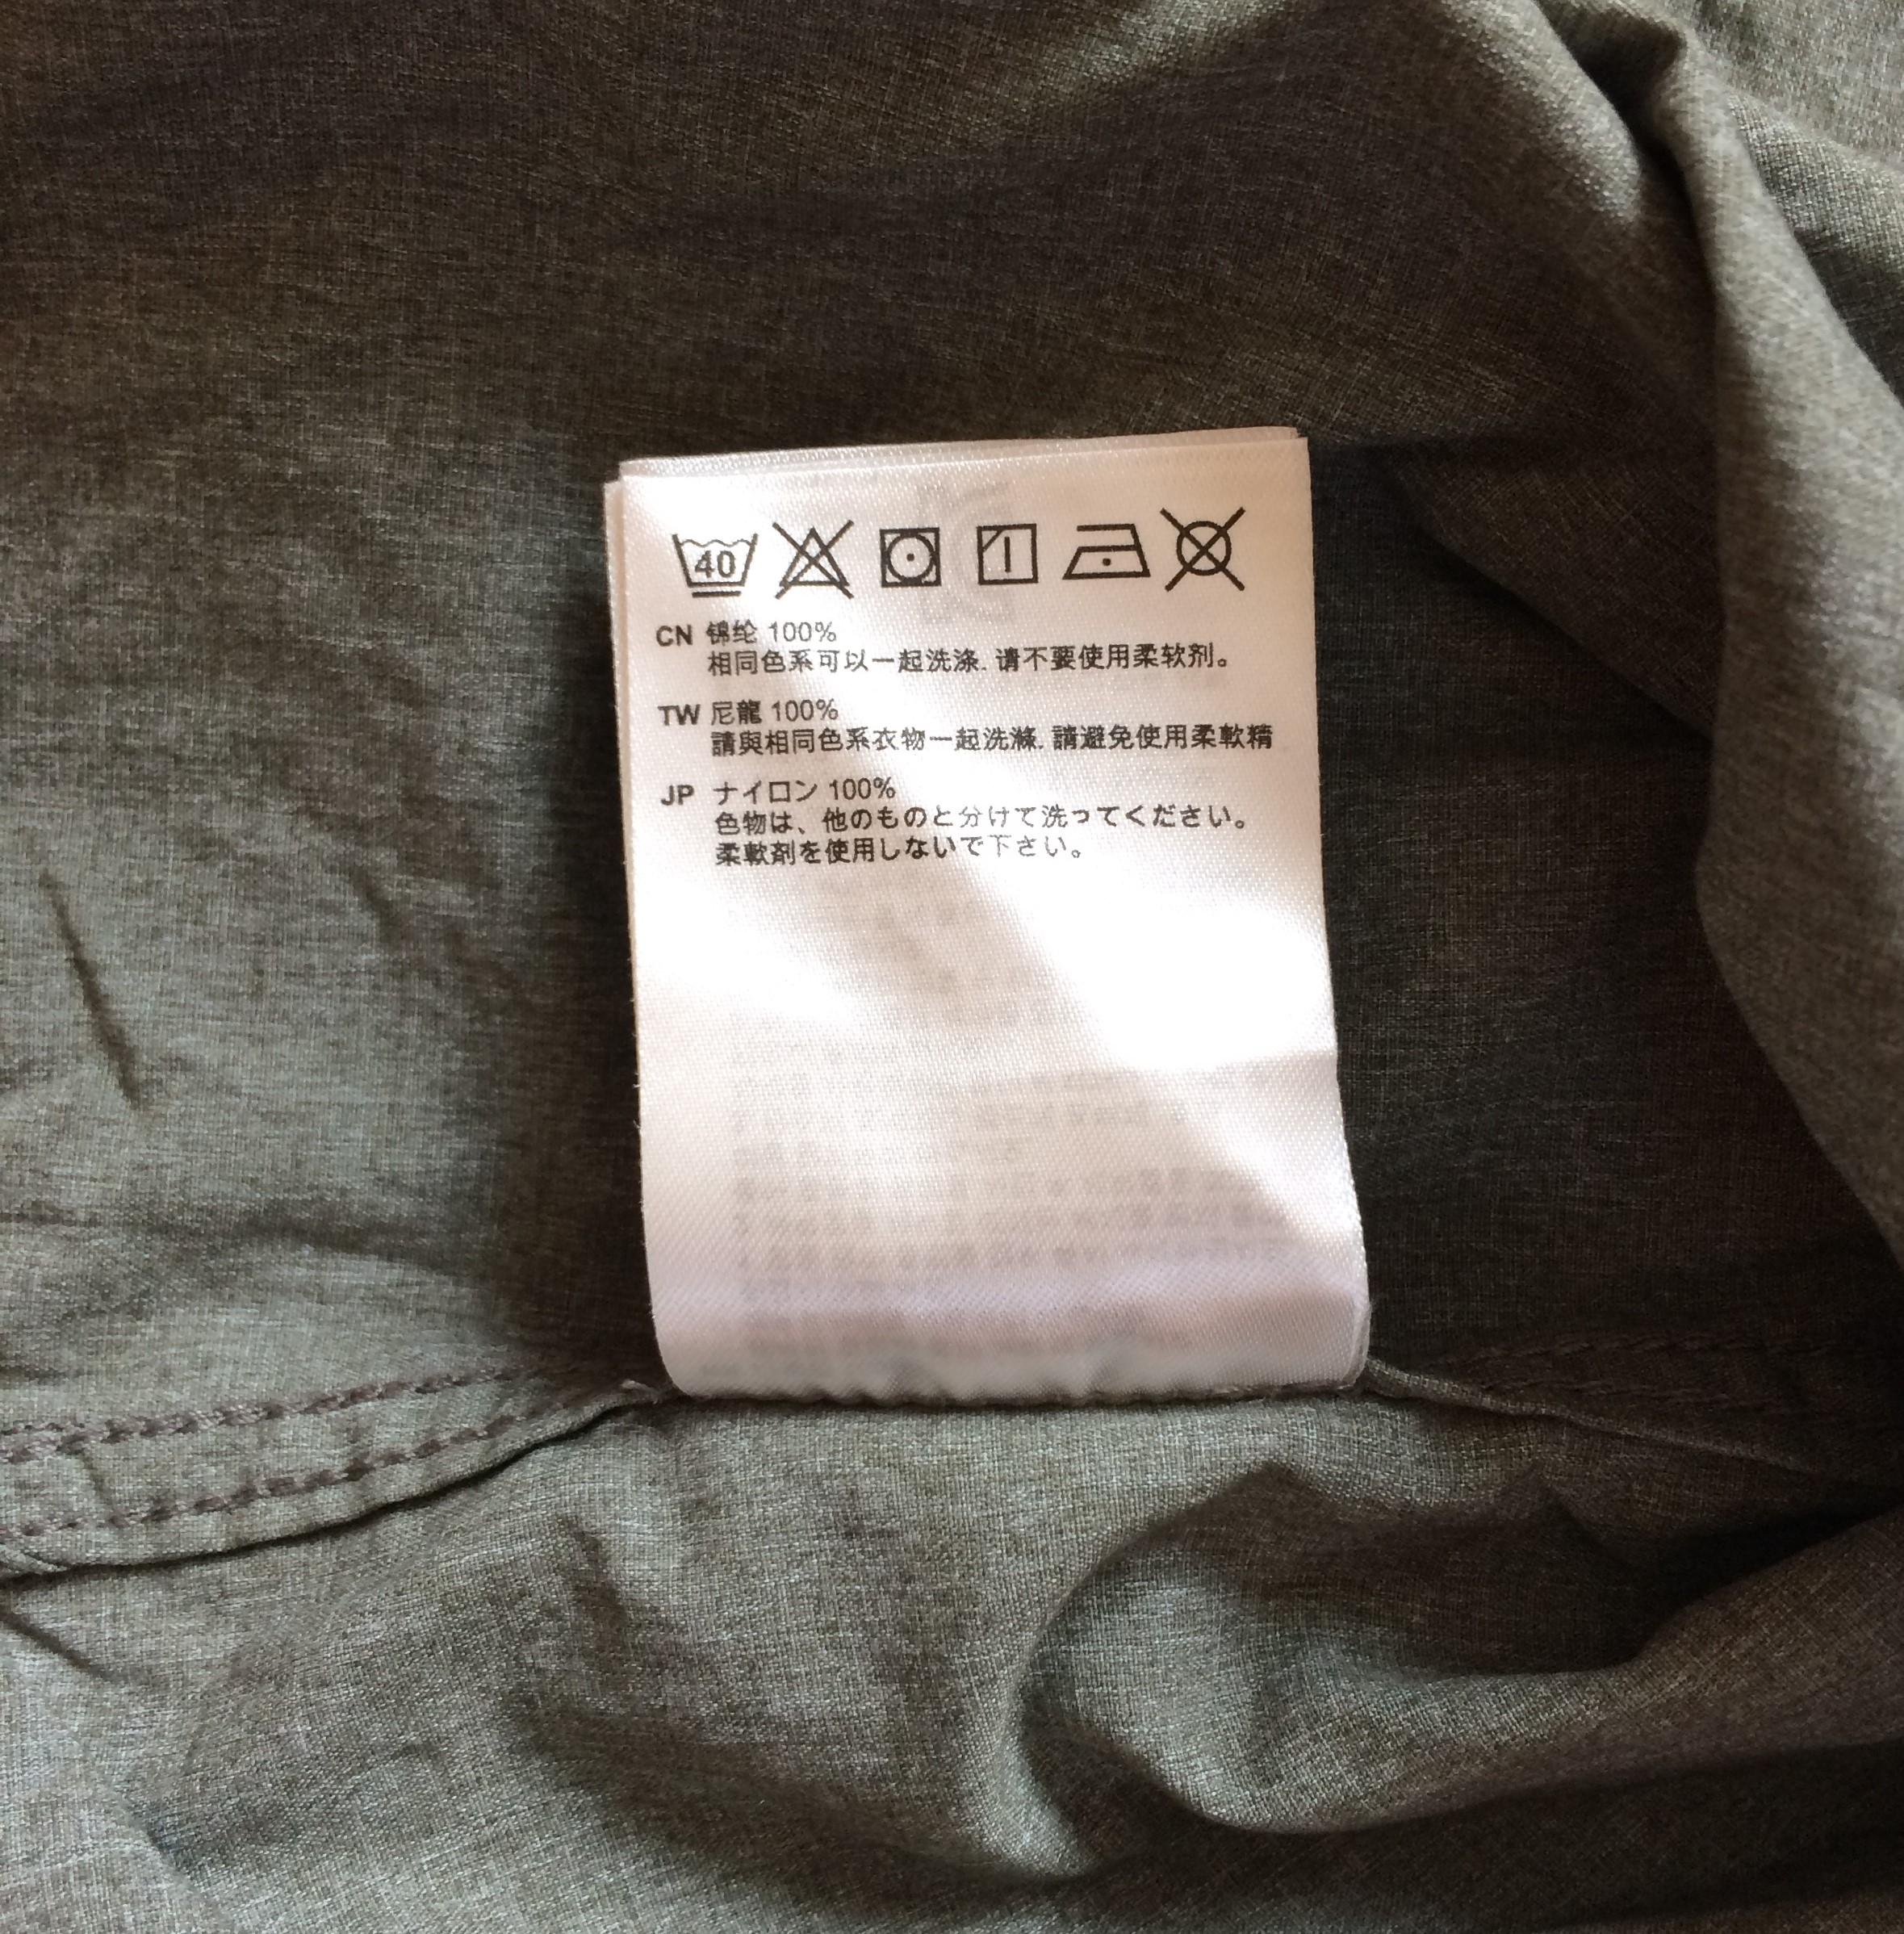 40
CN 锦纶 100%
相同色系可以一起洗涤. 请不要使用柔软剂。
TW 尼龍 100%
請與相同色系衣物一起洗滌. 請避免使用柔軟精
JP ナイロン 100%
色物は、他のものと分けて洗ってください。
柔軟剤を使用しないで下さい。